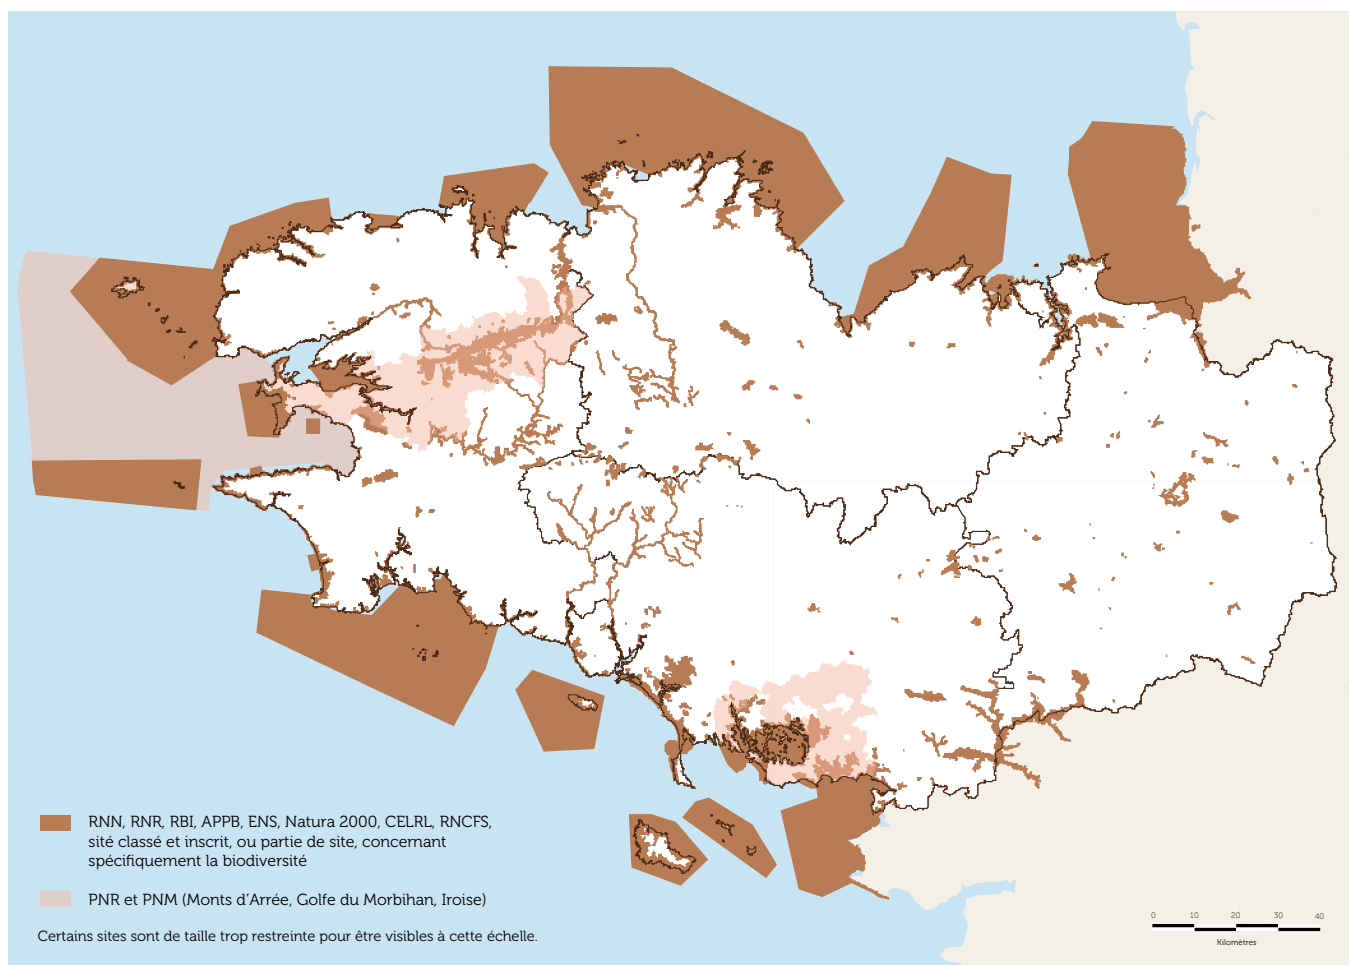 RNN, RNR, RBI, APPB, ENS, Natura 2000, CELRL, RNCFS,
sité classé et inscrit, ou partie de site, concernant
spécifiquement la biodiversité
PNR et PNM (Monts d'Arrée, Golfe du Morbihan, Iroise)
Certains sites sont de taille trop restreinte pour être visibles à cette échelle.
0 10 20 30 40
Kilomètres